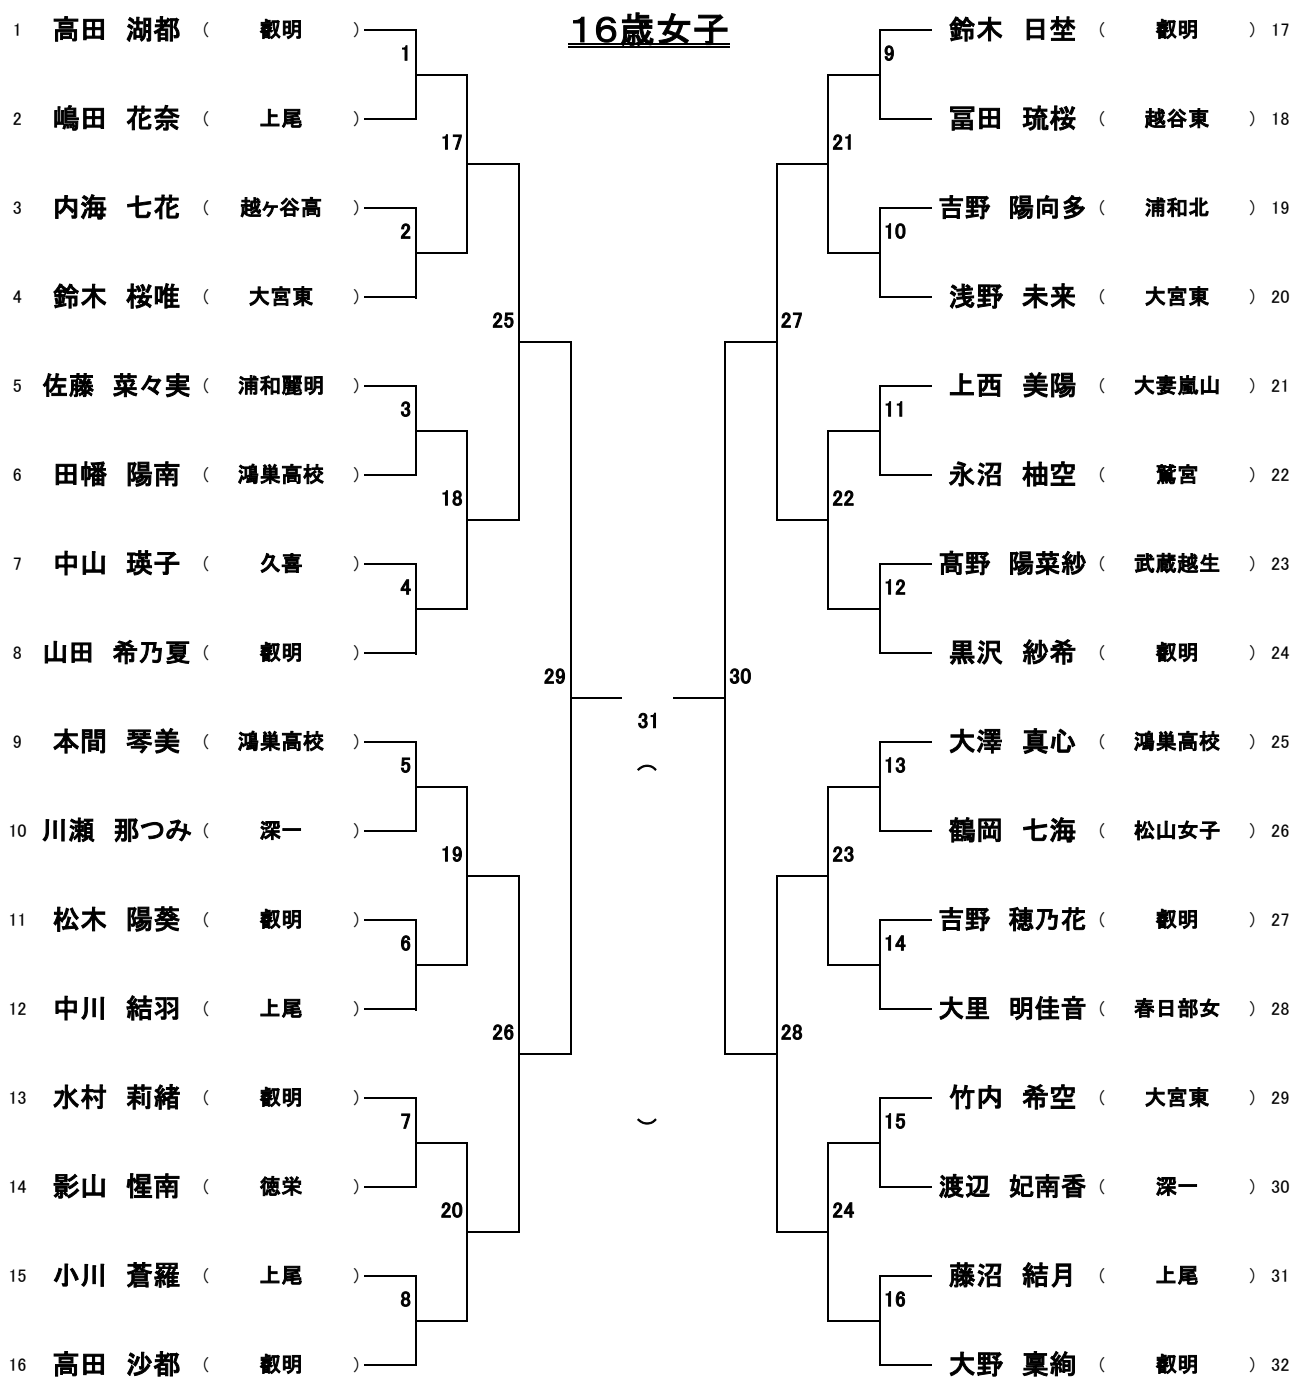 16歳女子
1 高田 湖都 ( 叡明 )
2 嶋田 花奈 ( 上尾 )
3 内海 七花 ( 越ヶ谷高 )
4 鈴木 桜唯 ( 大宮東 )
5 佐藤 菜々実 ( 浦和麗明 )
6 田幡 陽南 ( 鴻巣高校 )
7 中山 瑛子 ( 久喜 )
8 山田 希乃夏 ( 叡明 )
9 本間 琴美 ( 鴻巣高校 )
10 川瀬 那つみ ( 深一 )
11 松木 陽葵 ( 叡明 )
12 中川 結羽 ( 上尾 )
13 水村 莉緒 ( 叡明 )
14 影山 惺南 ( 徳栄 )
15 小川 蒼羅 ( 上尾 )
16 高田 沙都 ( 叡明 )
1
2
3
4
5
6
7
8
17
18
19
20
25
26
29
31
( )
30
27
28
21
22
23
24
9
10
11
12
13
14
15
16
鈴木 日埜 ( 叡明 ) 17
冨田 琉桜 ( 越谷東 ) 18
吉野 陽向多 ( 浦和北 ) 19
浅野 未来 ( 大宮東 ) 20
上西 美陽 ( 大妻嵐山 ) 21
永沼 柚空 ( 鷲宮 ) 22
髙野 陽菜紗 ( 武蔵越生 ) 23
黒沢 紗希 ( 叡明 ) 24
大澤 真心 ( 鴻巣高校 ) 25
鶴岡 七海 ( 松山女子 ) 26
吉野 穂乃花 ( 叡明 ) 27
大里 明佳音 ( 春日部女 ) 28
竹内 希空 ( 大宮東 ) 29
渡辺 妃南香 ( 深一 ) 30
藤沼 結月 ( 上尾 ) 31
大野 稟絢 ( 叡明 ) 32